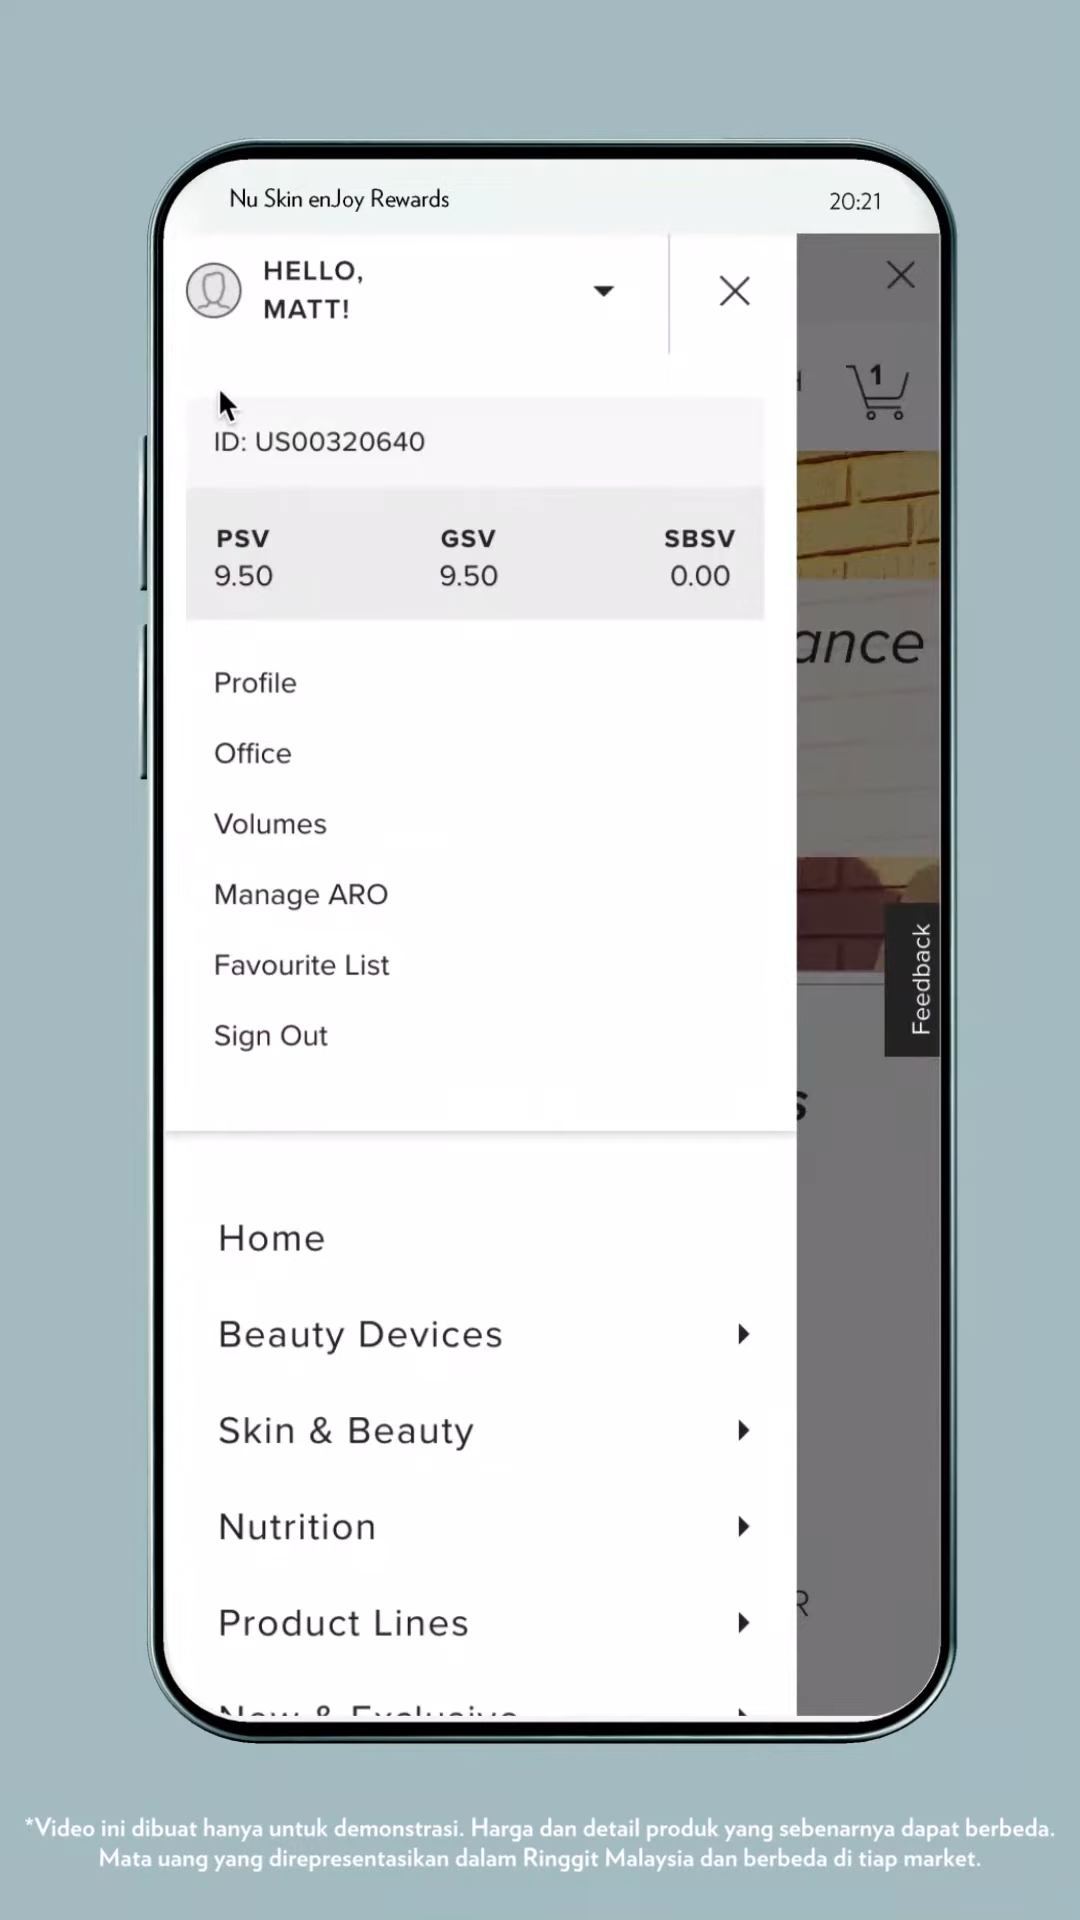 Nu Skin enJoy Rewards
20:21
HELLO,
MATT!
1
ID: US00320640
PSV GSV SBSV
9.50 9.50 0.00
ance
Profile
Office
Volumes
Manage ARO
Favourite List
Feedback
Sign Out
s
Home
Beauty Devices
Skin & Beauty
Nutrition
Product Lines
R
New & Exclusive
*Video ini dibuat hanya untuk demonstrasi. Harga dan detail produk yang sebenarnya dapat berbeda.
Mata uang yang direpresentasikan dalam Ringgit Malaysia dan berbeda di tiap market.